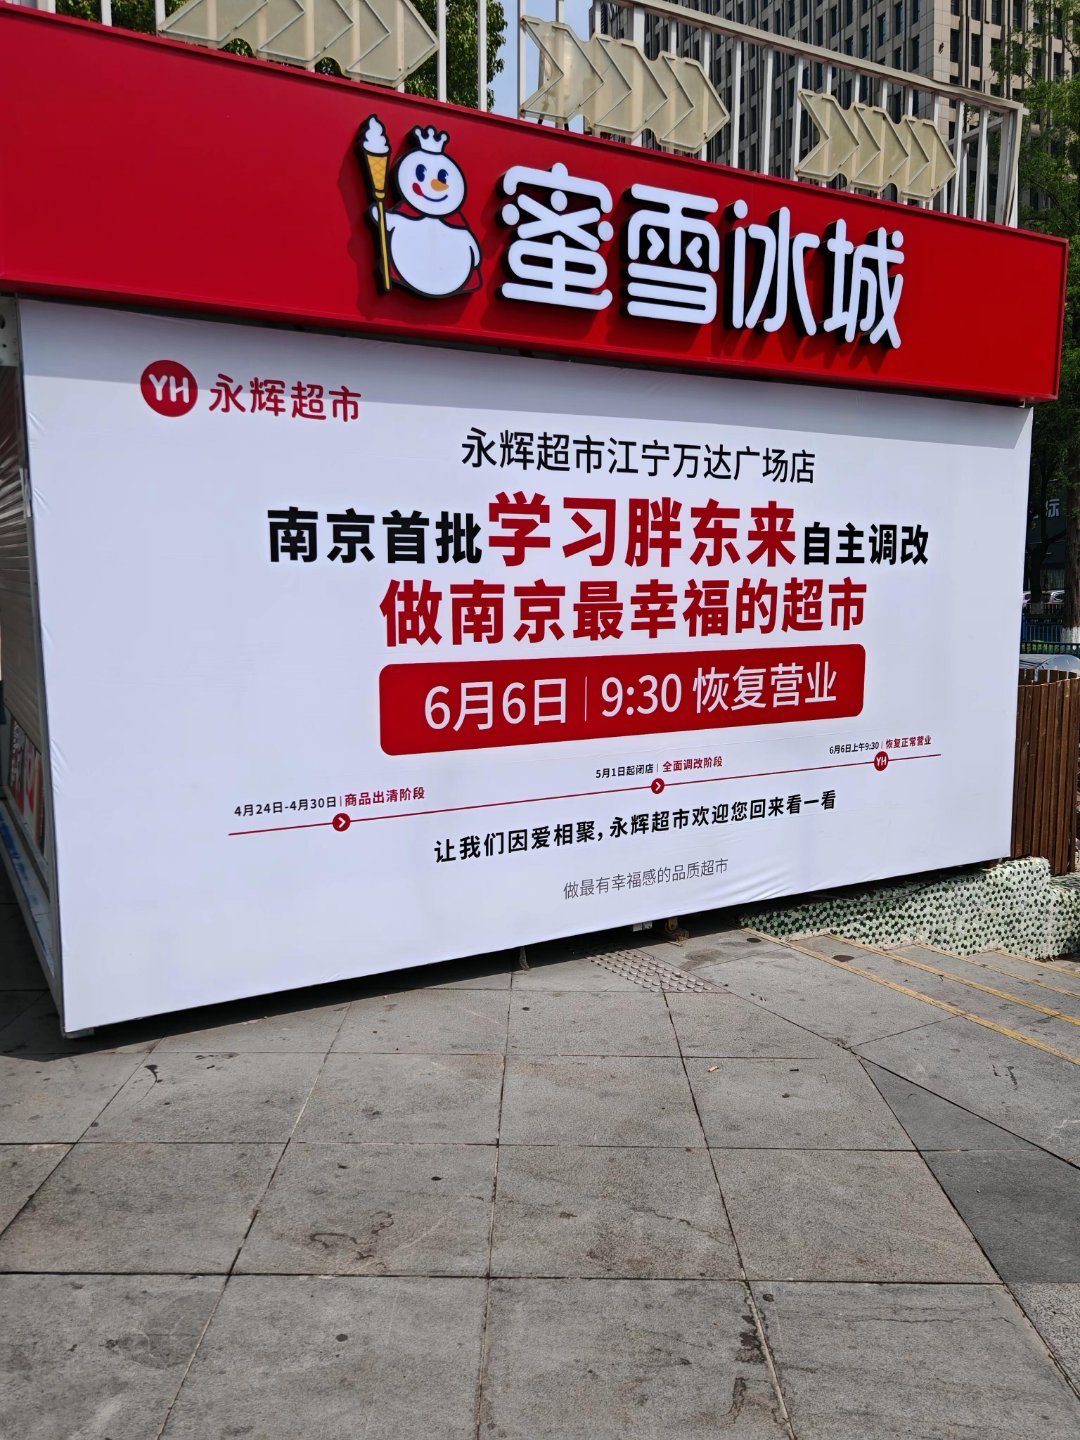 蜜雪冰城
YH 永辉超市
永辉超市江宁万达广场店
南京首批学习胖东来自主调改
做南京最幸福的超市
6月6日|9:30 恢复营业
4月24日-4月30日|商品出清阶段
5月1日起闭店|全面调改阶段
6月6日上午9:30|恢复正常营业
YH
让我们因爱相聚,永辉超市欢迎您回来看一看
做最有幸福感的品质超市